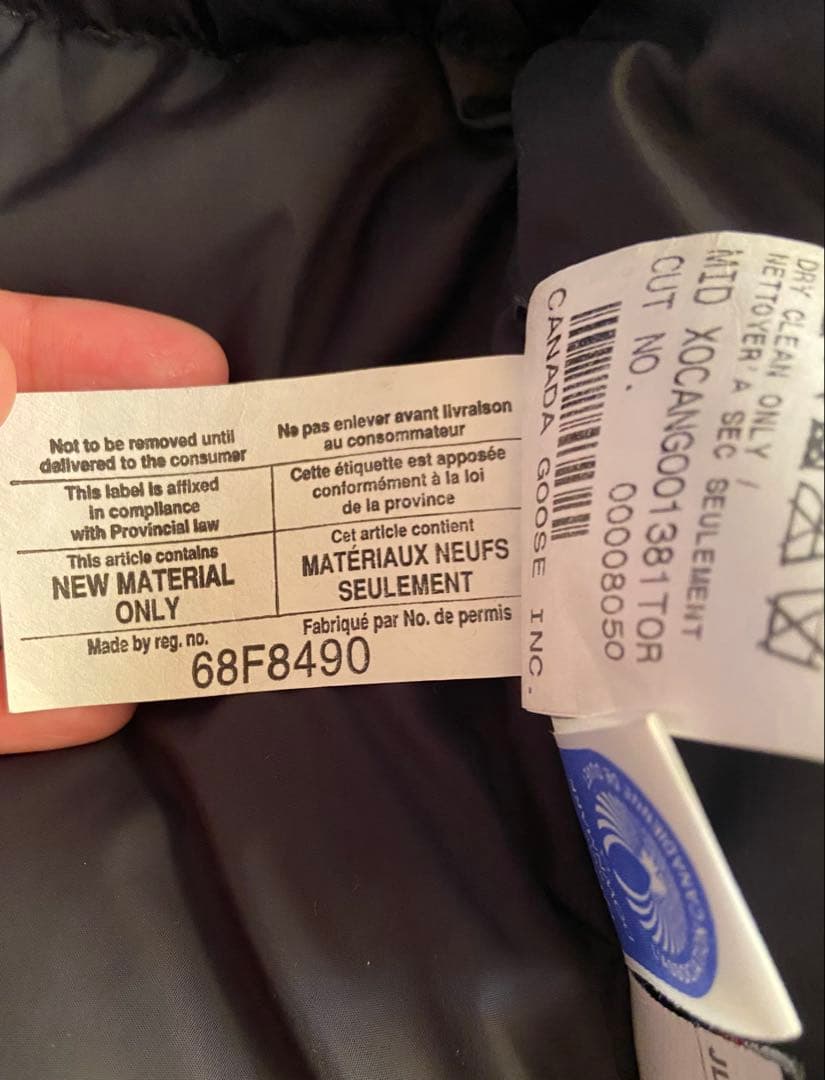 Not to be removed until
delivered to the consumer
Ne pas enlever avant livraison
au consommateur
This label is affixed
in compliance
with Provincial law
Cette étiquette est apposée
conformément à la loi
de la province
This article contains
NEW MATERIAL
ONLY
Cet article contient
MATÉRIAUX NEUFS
SEULEMENT
Made by reg. no.
Fabriqué par No. de permis
68F8490
DRY CLEAN ONLY /
NETTOYER'A SEC SEULEMENT
MID XOCANG001381TOR
CUT NO. 00008050
CANADA GOOSE INC.
JL